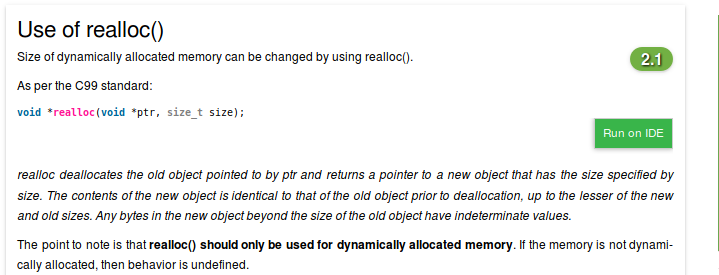 Use of realloc()
Size of dynamically allocated memory can be changed by using realloc().
2.1
As per the C99 standard:
void *realloc(void *ptr, size_t size);
Run on IDE
realloc deallocates the old object pointed to by ptr and returns a pointer to a new object that has the size specified by
size. The contents of the new object is identical to that of the old object prior to deallocation, up to the lesser of the new
and old sizes. Any bytes in the new object beyond the size of the old object have indeterminate values.
The point to note is that realloc() should only be used for dynamically allocated memory. If the memory is not dynami-
cally allocated, then behavior is undefined.